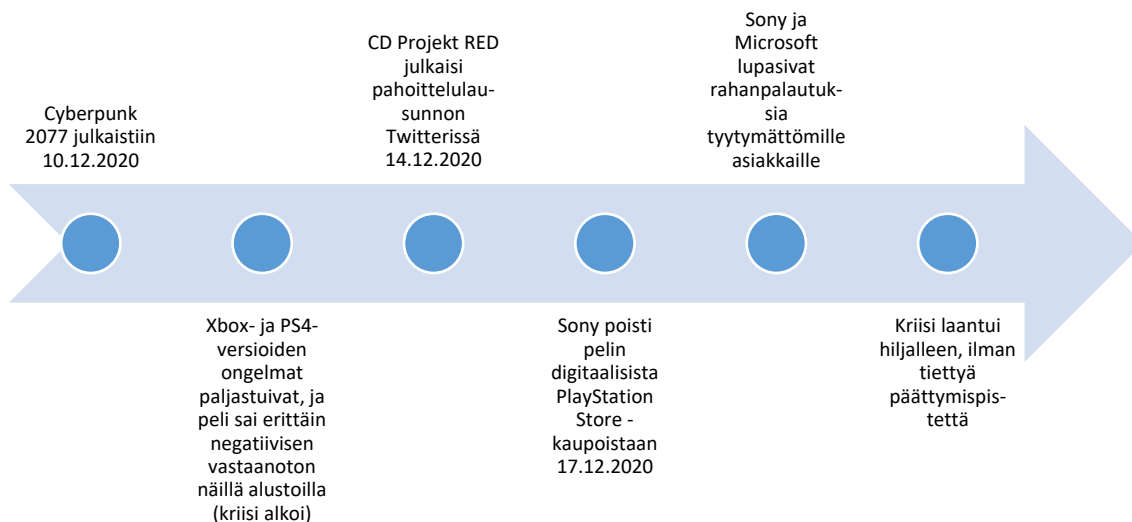 Cyberpunk
2077 julkaistiin
10.12.2020
Xbox- ja PS4-
versioiden
ongelmat
paljastuivat, ja
peli sai erittäin
negatiivisen
vastaanoton
näillä alustoilla
(kriisi alkoi)
CD Projekt RED
julkaisi
pahoittelulau-
sunnon
Twitterissä
14.12.2020
Sony poisti
pelin
digitaalisista
PlayStation
Store -
kaupoistaan
17.12.2020
Sony ja
Microsoft
lupasivat
rahanpalautuk-
sia
tyytymättömille
asiakkaille
Kriisi laantui
hiljalleen, ilman
tiettyä
päättymispis-
tettä